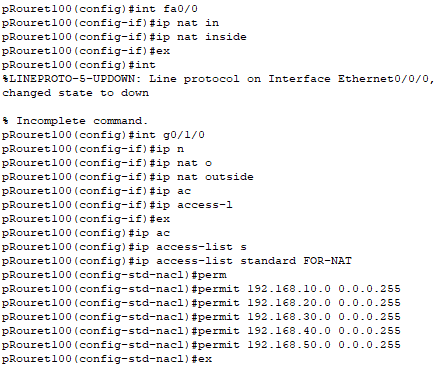 pRouret100(config)#int fa0/0
pRouret100(config-if)#ip nat in
pRouret100(config-if)#ip nat inside
pRouret100(config-if)#ex
pRouret100(config)#int
%LINEPROTO-5-UPDOWN: Line protocol on Interface Ethernet0/0/0,
changed state to down
% Incomplete command.
pRouret100(config)#int g0/1/0
pRouret100(config-if)#ip n
pRouret100(config-if)#ip nat o
pRouret100(config-if)#ip nat outside
pRouret100(config-if)#ip ac
pRouret100(config-if)#ip access-l
pRouret100(config-if)#ex
pRouret100(config)#ip ac
pRouret100(config)#ip access-list s
pRouret100(config)#ip access-list standard FOR-NAT
pRouret100(config-std-nacl)#perm
pRouret100(config-std-nacl)#permit 192.168.10.0 0.0.0.255
pRouret100(config-std-nacl)#permit 192.168.20.0 0.0.0.255
pRouret100(config-std-nacl)#permit 192.168.30.0 0.0.0.255
pRouret100(config-std-nacl)#permit 192.168.40.0 0.0.0.255
pRouret100(config-std-nacl)#permit 192.168.50.0 0.0.0.255
pRouret100(config-std-nacl)#ex